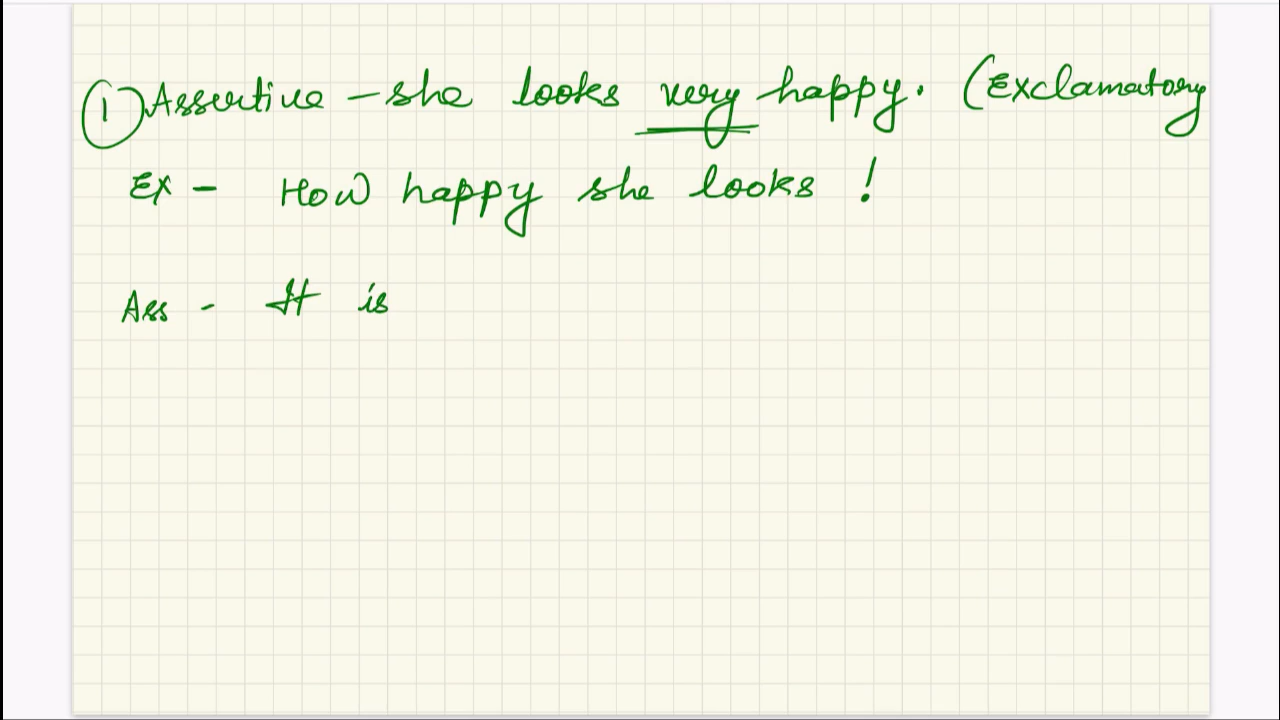 ① Assertive - she looks very happy. (Exclamatory
Ex - How happy she looks !
Ass - It is